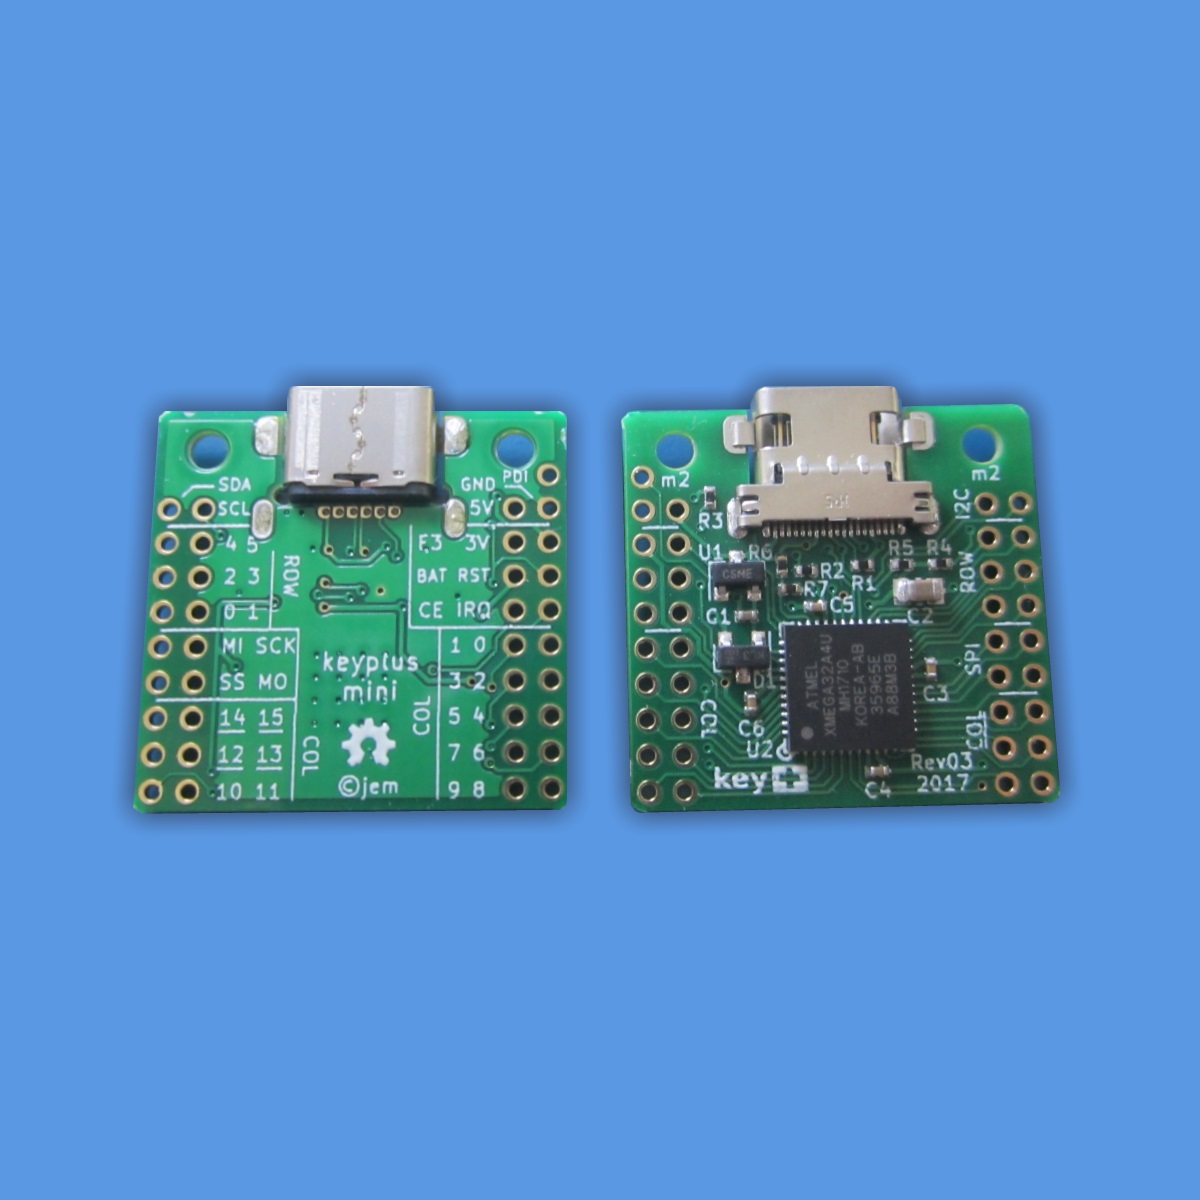 SDA
GND PDI
SCL
5V
4 5
E3 3V
ROW
2 3
BAT RST
0 1
CE IRQ
MI SCK
1 0
keyplus
mini
SS MO
3 2
14 15
COL
5 4
12 13
COL
7 6
10 11
©jem
9 8
m2
m2
I2C
R3
U1
R6
R5
R4
ROW
R2
R7
R1
C1
C5
C2
ATMEL
XMEGA32A4U
MH1710
KOREA-AB
35965E
A88M3B
SPI
D1
C3
COL
C6
U2
Rev03
key+
C4
2017